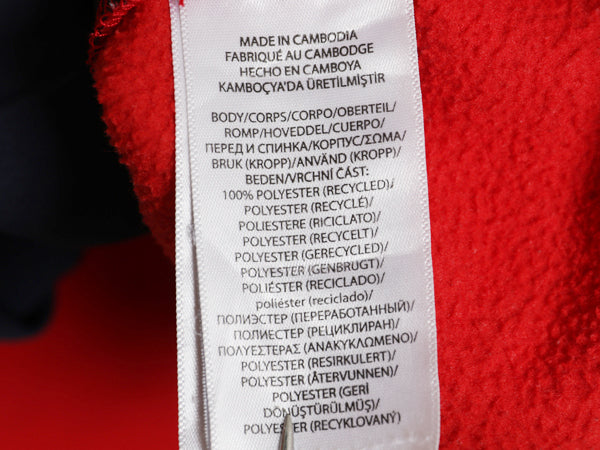 MADE IN CAMBODIA
FABRIQUÉ AU CAMBODGE
HECHO EN CAMBOYA
KAMBOÇYA'DA ÜRETİLMİŞTİR
BODY/CORPS/CORPO/OBERTEIL/
ROMP/HOVEDDEL/CUERPO/
ПЕРЕД И СПИНКА/КОРПУС/ΣΩΜΑ/
BRUK (KROPP)/ANVÄND (KROPP)/
BEDEN/VRCHNÍ ČÁST:
100% POLYESTER (RECYCLED)/
POLYESTER (RECYCLÉ)/
POLIESTERE (RICICLATO)/
POLYESTER (RECYCELT)/
POLYESTER (GERECYCLED)/
POLYESTER (GENBRUGT)/
POLIÉSTER (RECICLADO)/
poliéster (reciclado)/
ПОЛИЭСТЕР (ПЕРЕРАБОТАННЫЙ)/
ПОЛИЕСТЕР (РЕЦИКЛИРАН)/
ΠΟΛΥΕΣΤΕΡΑΣ (ΑΝΑΚΥΚΛΩΜΕΝΟ)/
POLYESTER (RESIRKULERT)/
POLYESTER (ÅTERVUNNEN)/
POLYESTER (GERİ
DÖNÜŞTÜRÜLMÜŞ)/
POLYESTER (RECYKLOVANÝ)